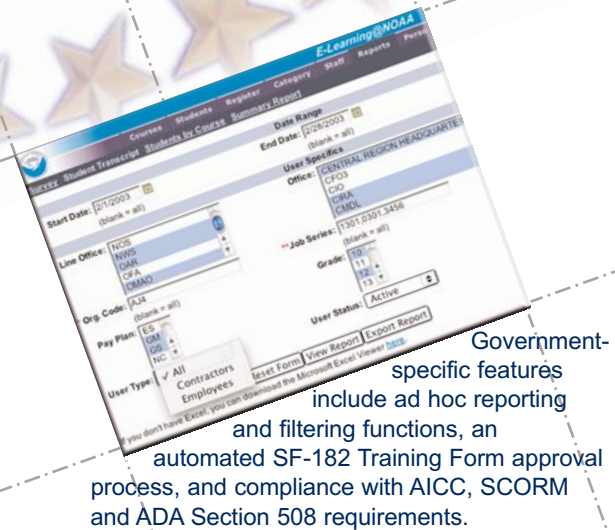 E-Learning@NOAA
Courses Students Register Category Staff Reports Perso
Survey Student Transcript Students by Course Summary Report
Date Range
Start Date: 2/1/2003 End Date: 2/28/2003
(blank = all) (blank = all)
User Specifics
Line Office: NOS NWS OAR OFA OMAO
Office: CENTRAL REGION HEADQUARTE CFO3 CIO CIRA CMDL
Org. Code: AJ4
(blank = all)
**Job Series: 1301,0301,3456
(blank = all)
Pay Plan: ES GM GS NC
Grade: 10 11 12 13
User Type: ✓ All Contractors Employees
User Status: Active
Reset Form View Report Export Report
If you don't have Excel, you can download the Microsoft Excel Viewer here.
Government-
specific features
include ad hoc reporting
and filtering functions, an
automated SF-182 Training Form approval
process, and compliance with AICC, SCORM
and ADA Section 508 requirements.